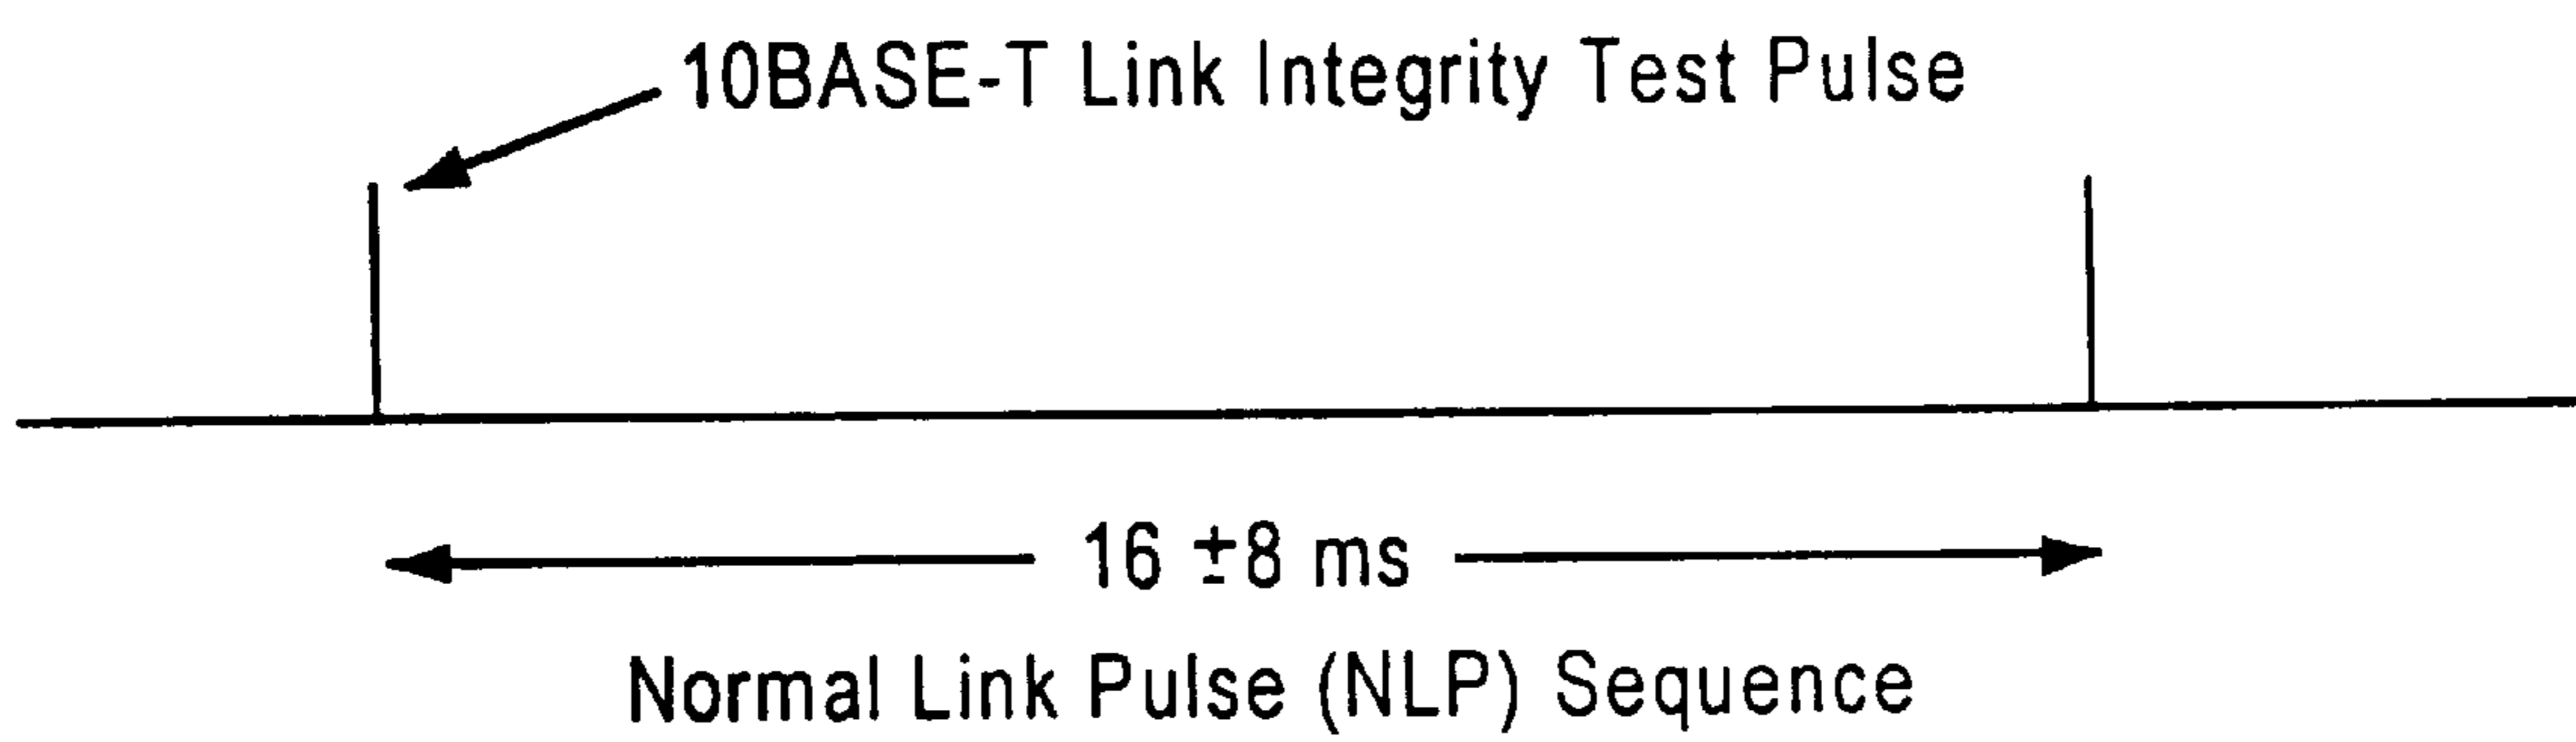 10BASE-T Link Integrity Test Pulse
16 ±8 ms
Normal Link Pulse (NLP) Sequence